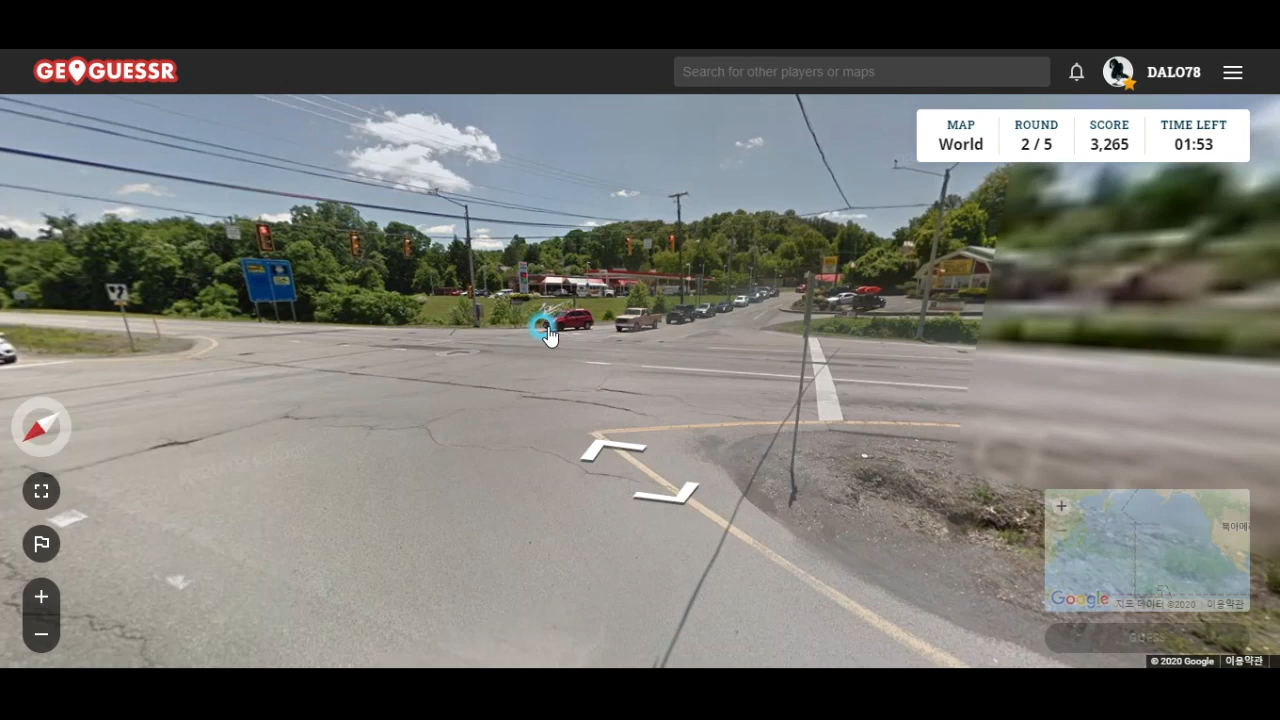 GEOGUESSR
Search for other players or maps
DALO78
MAP
ROUND
SCORE
TIME LEFT
World
2 / 5
3,265
01:53
Google
지도 데이터 ©2020
이용약관
GUESS
© 2020 Google
이용약관